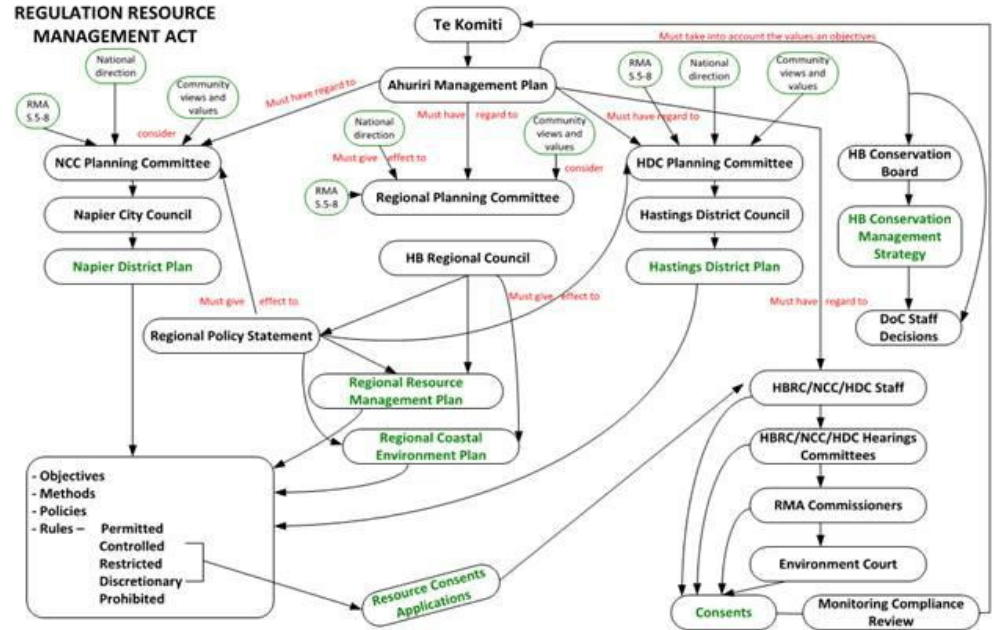 REGULATION RESOURCE
MANAGEMENT ACT
Te Komiti
Must take into account the values an objectives
National
direction
Ahuriri Management Plan
RMA
S.5-8
National
direction
Community
views and
values
RMA
S.5-8
Community
views and
values
Must have regard to
consider
National
direction
Must have regard to
Community
views and
values
Must have regard to
NCC Planning Committee
Must give effect to
consider
HDC Planning Committee
HB Conservation
Board
RMA
S.5-8
Regional Planning Committee
Napier City Council
Hastings District Council
HB Conservation
Management
Strategy
Napier District Plan
HB Regional Council
Hastings District Plan
Must give effect to
Must give effect to
Must have regard to
Regional Policy Statement
DoC Staff
Decisions
Regional Resource
Management Plan
HBRC/NCC/HDC Staff
Regional Coastal
Environment Plan
HBRC/NCC/HDC Hearings
Committees
- Objectives
- Methods
- Policies
- Rules – Permitted
Controlled
Restricted
Discretionary
Prohibited
RMA Commissioners
Environment Court
Resource Consents
Applications
Consents
Monitoring Compliance
Review